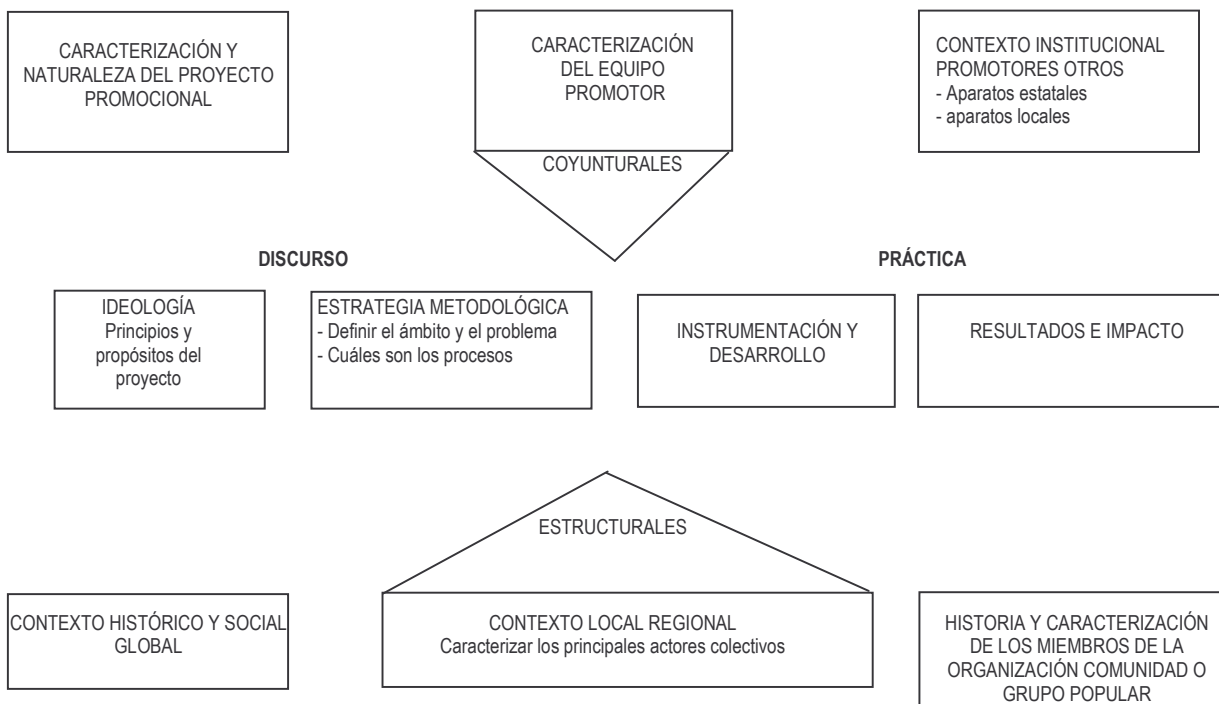 CARACTERIZACIÓN Y
NATURALEZA DEL PROYECTO
PROMOCIONAL
CARACTERIZACIÓN
DEL EQUIPO
PROMOTOR
CONTEXTO INSTITUCIONAL
PROMOTORES OTROS
- Aparatos estatales
- aparatos locales
COYUNTURALES
DISCURSO
PRÁCTICA
IDEOLOGÍA
Principios y
propósitos del
proyecto
ESTRATEGIA METODOLÓGICA
- Definir el ámbito y el problema
- Cuáles son los procesos
INSTRUMENTACIÓN Y
DESARROLLO
RESULTADOS E IMPACTO
ESTRUCTURALES
CONTEXTO HISTÓRICO Y SOCIAL
GLOBAL
CONTEXTO LOCAL REGIONAL
Caracterizar los principales actores colectivos
HISTORIA Y CARACTERIZACIÓN
DE LOS MIEMBROS DE LA
ORGANIZACIÓN COMUNIDAD O
GRUPO POPULAR